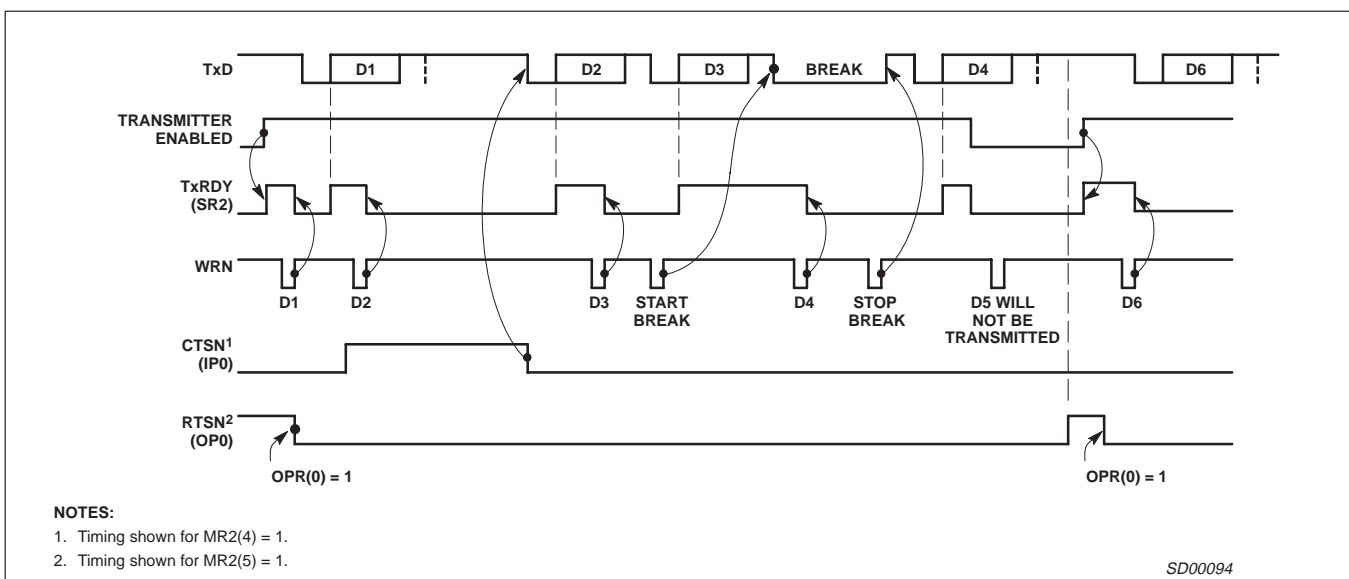 TxD
D1
D2
D3
BREAK
D4
D6
TRANSMITTER
ENABLED
TxRDY
(SR2)
WRN
D1
D2
D3
START
BREAK
D4
STOP
BREAK
D5 WILL
NOT BE
TRANSMITTED
D6
CTSN1
(IP0)
RTSN2
(OP0)
OPR(0) = 1
OPR(0) = 1
NOTES:
1. Timing shown for MR2(4) = 1.
2. Timing shown for MR2(5) = 1.
SD00094